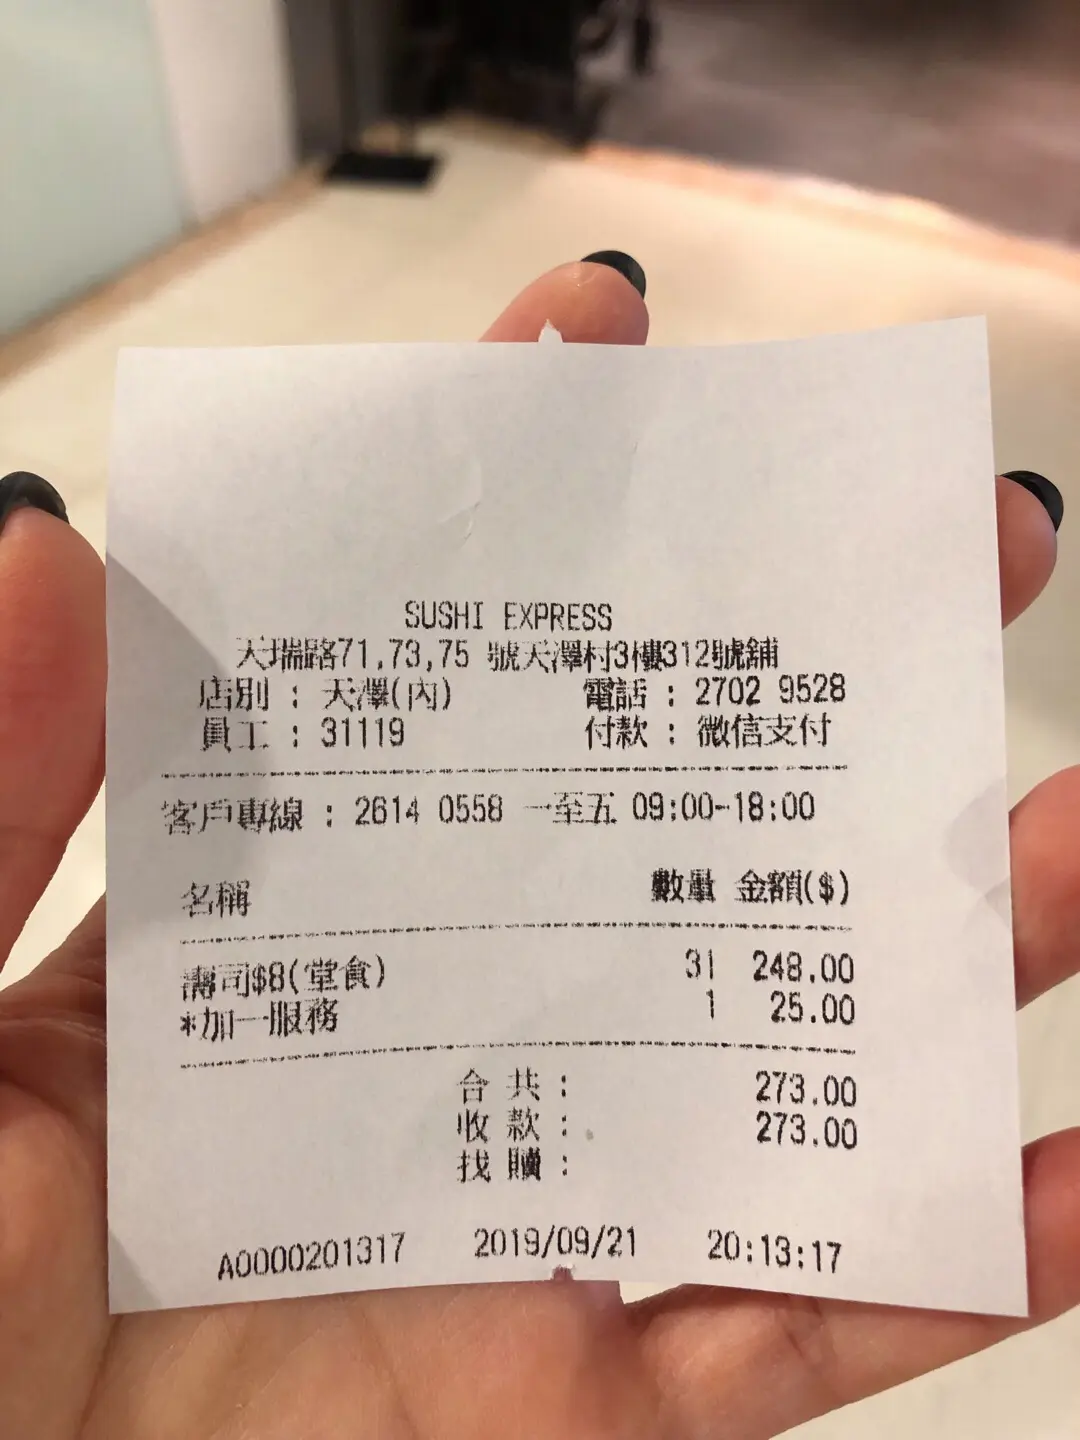 SUSHI EXPRESS
天瑞路71,73,75 號天澤村3樓312號舖
店別 : 天澤(內) 電話 : 2702 9528
員工 : 31119 付款 : 微信支付
客戶專線 : 2614 0558 一至五 09:00-18:00
名稱 數量 金額($)
壽司$8(堂食) 31 248.00
*加一服務 1 25.00
合 共 : 273.00
收 款 : 273.00
找 贖 :
A0000201317 2019/09/21 20:13:17